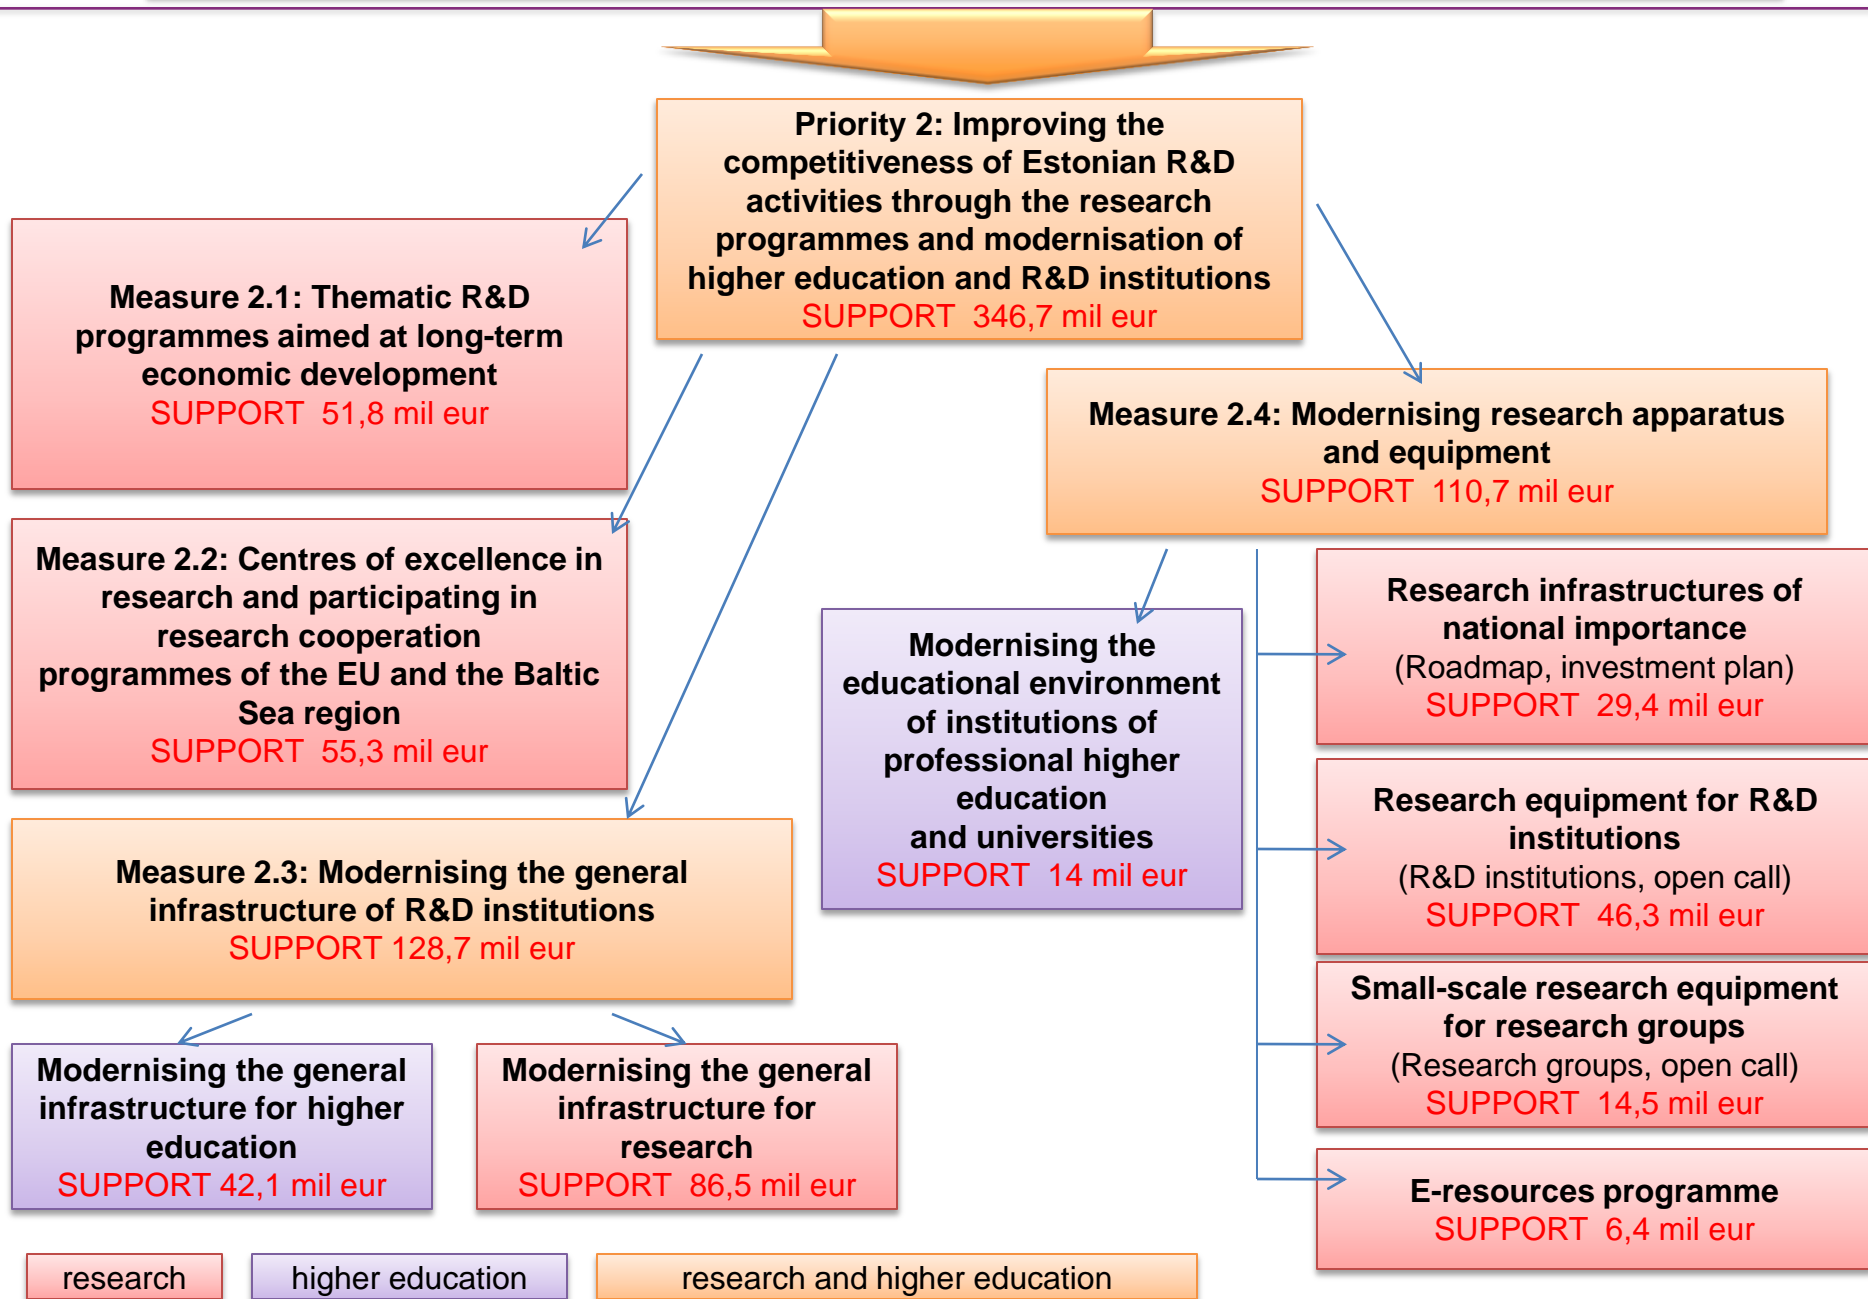 Priority 2: Improving the
competitiveness of Estonian R&D
activities through the research
programmes and modernisation of
higher education and R&D institutions
SUPPORT 346,7 mil eur
Measure 2.1: Thematic R&D
programmes aimed at long-term
economic development
SUPPORT 51,8 mil eur
Measure 2.2: Centres of excellence in
research and participating in
research cooperation
programmes of the EU and the Baltic
Sea region
SUPPORT 55,3 mil eur
Measure 2.3: Modernising the general
infrastructure of R&D institutions
SUPPORT 128,7 mil eur
Modernising the general
infrastructure for higher
education
SUPPORT 42,1 mil eur
Modernising the general
infrastructure for
research
SUPPORT 86,5 mil eur
Measure 2.4: Modernising research apparatus
and equipment
SUPPORT 110,7 mil eur
Modernising the
educational environment
of institutions of
professional higher
education
and universities
SUPPORT 14 mil eur
Research infrastructures of
national importance
(Roadmap, investment plan)
SUPPORT 29,4 mil eur
Research equipment for R&D
institutions
(R&D institutions, open call)
SUPPORT 46,3 mil eur
Small-scale research equipment
for research groups
(Research groups, open call)
SUPPORT 14,5 mil eur
E-resources programme
SUPPORT 6,4 mil eur
research
higher education
research and higher education